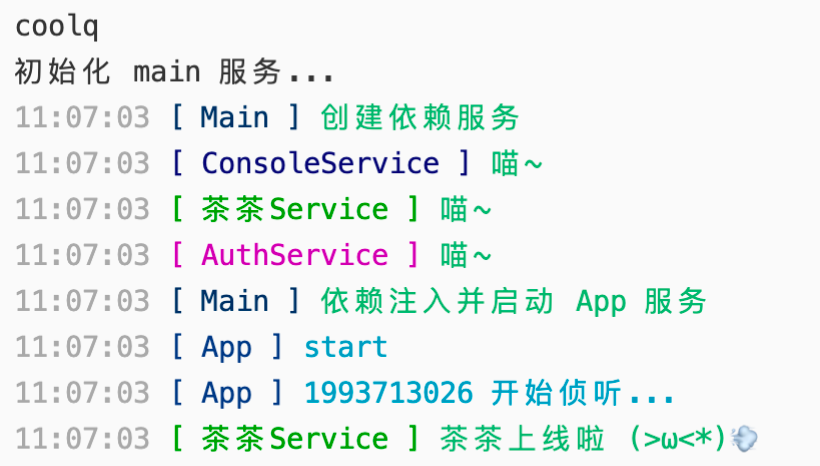 coolq
初始化 main 服务...
11:07:03 [ Main ] 创建依赖服务
11:07:03 [ ConsoleService ] 喵~
11:07:03 [ 茶茶Service ] 喵~
11:07:03 [ AuthService ] 喵~
11:07:03 [ Main ] 依赖注入并启动 App 服务
11:07:03 [ App ] start
11:07:03 [ App ] 1993713026 开始侦听...
11:07:03 [ 茶茶Service ] 茶茶上线啦 (>ω<*)💨